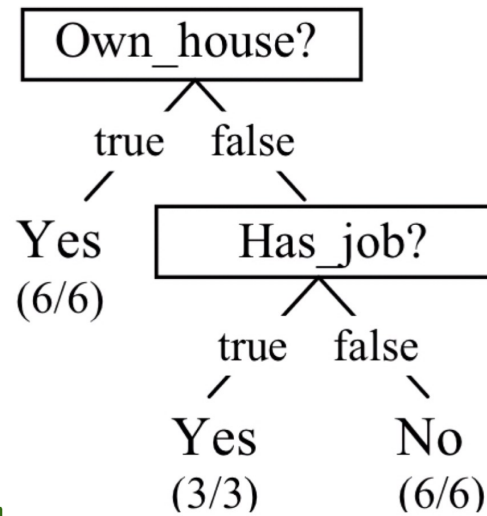 Own_house?
true false
Yes
Has_job?
(6/6)
true false
Yes No
(3/3) (6/6)